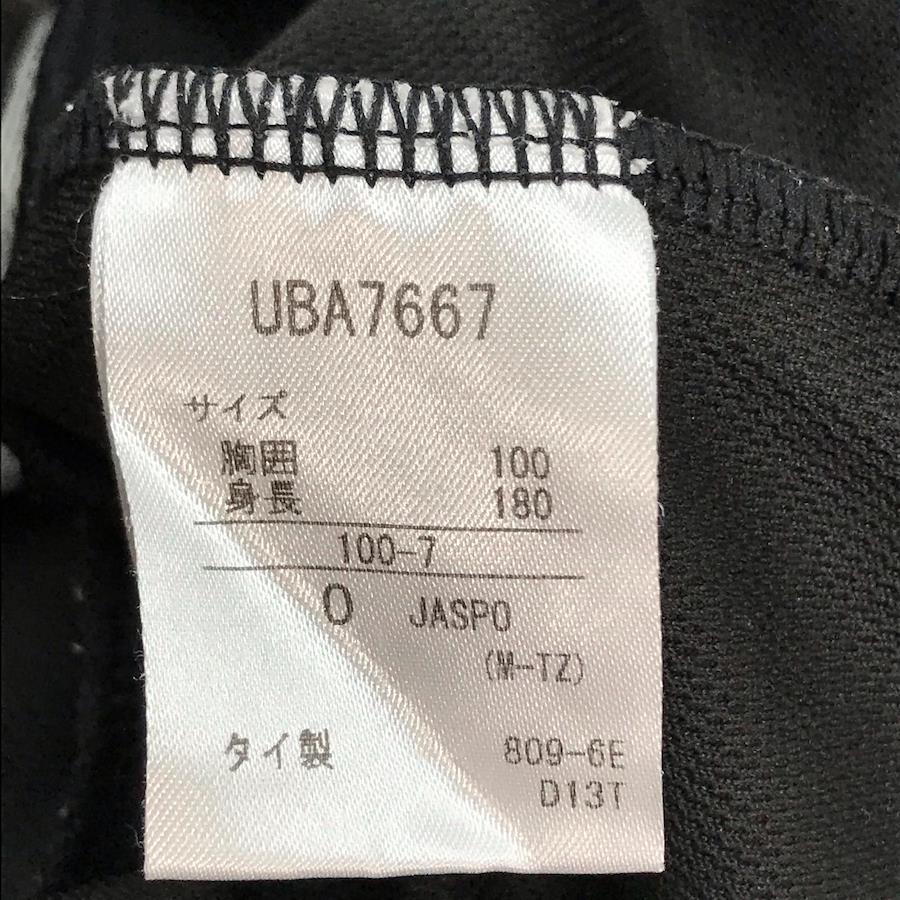 UBA7667
サイズ
胸囲 100
身長 180
100-7
O JASPO
(M-TZ)
タイ製 809-6E
D13T